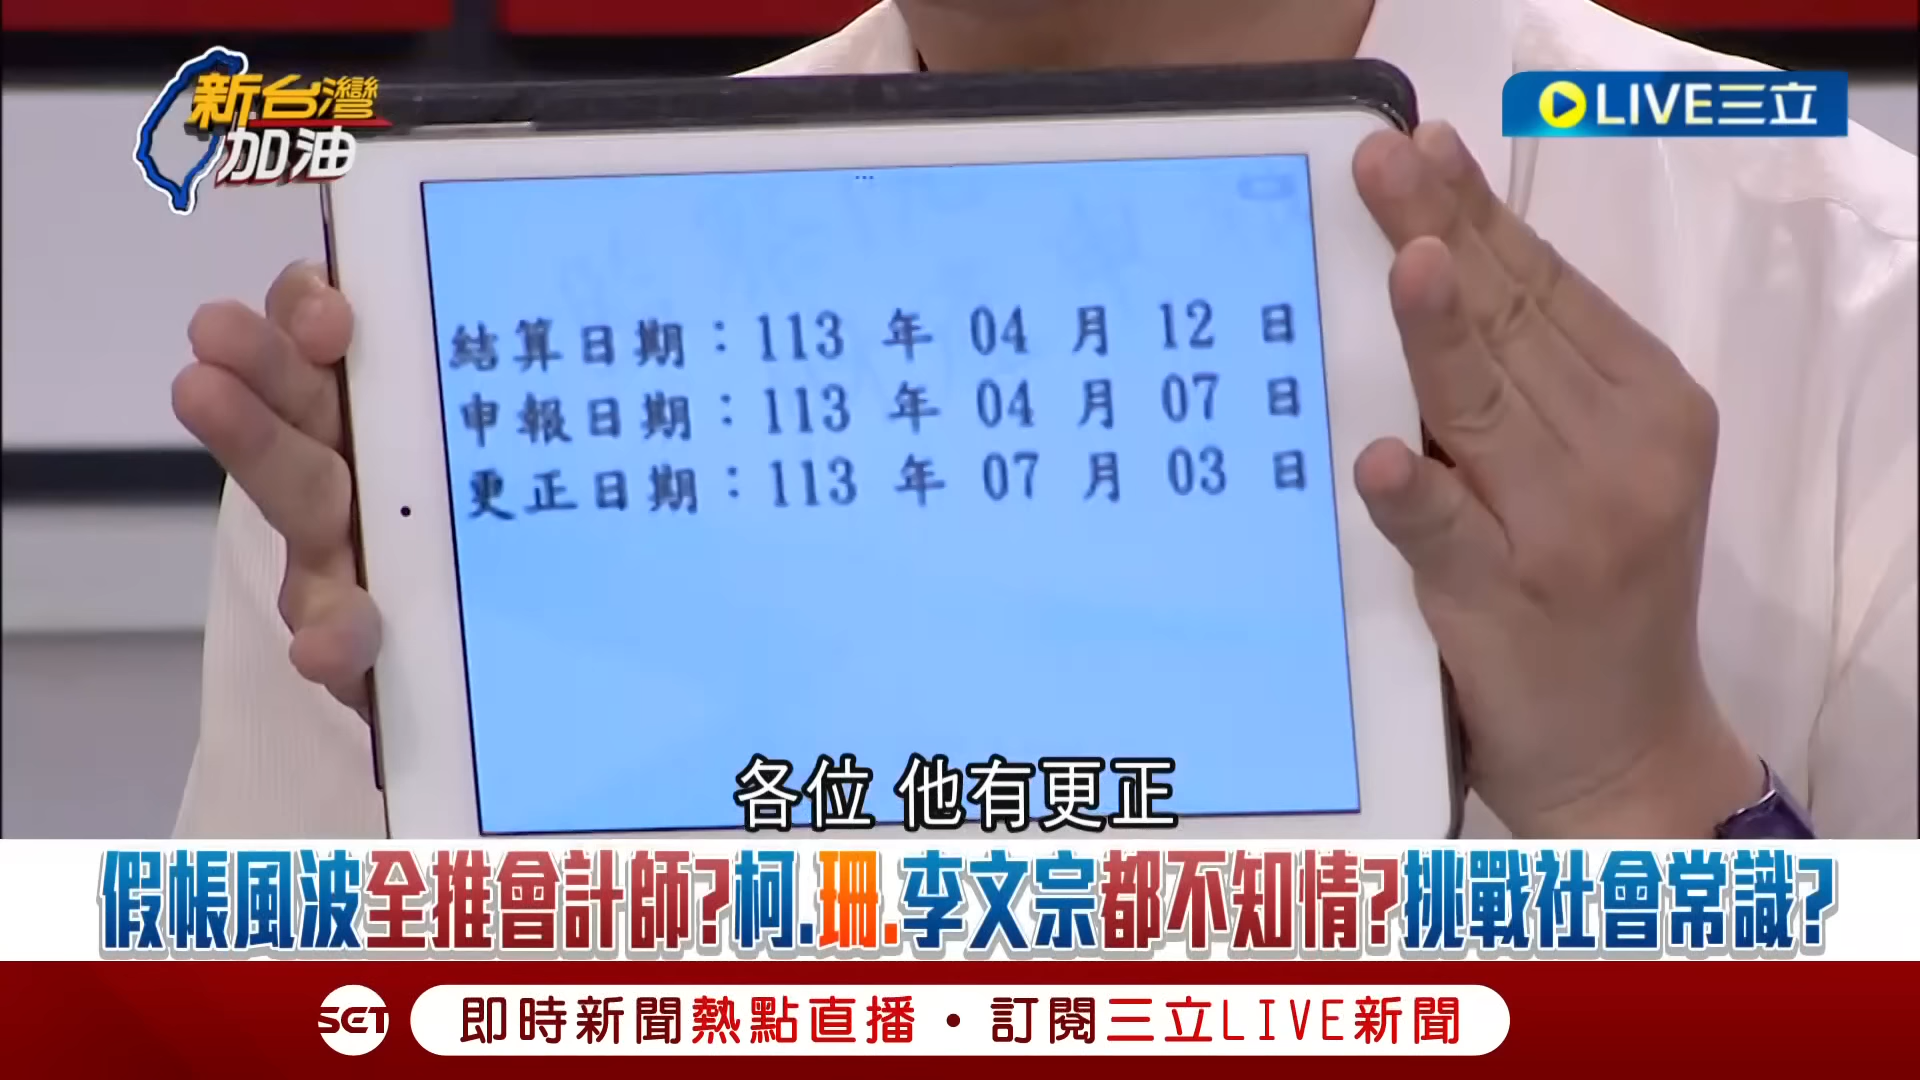 新台灣
加油
LIVE三立
結算日期：113 年 04 月 12 日
申報日期：113 年 04 月 07 日
更正日期：113 年 07 月 03 日
各位 他有更正
假帳風波全推會計師?柯.珊.李文宗都不知情?挑戰社會常識?
SET 即時新聞熱點直播・訂閱三立LIVE新聞